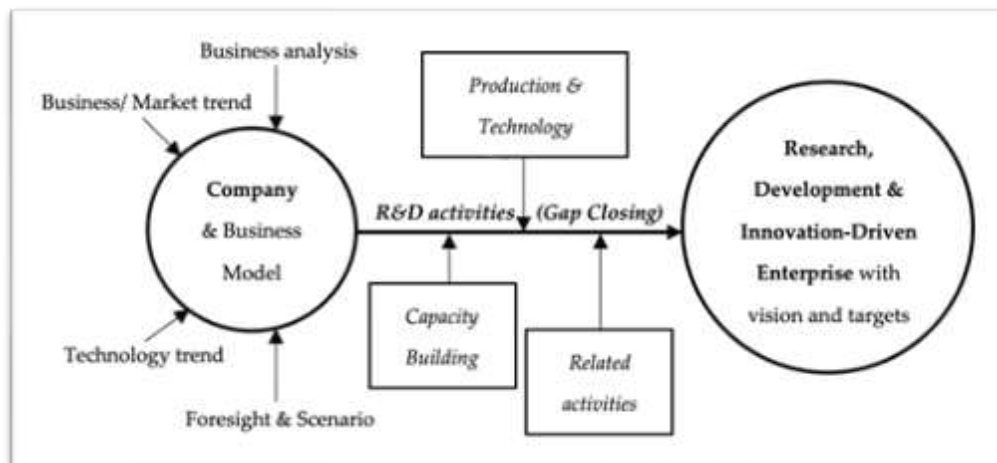 Business analysis
Business/ Market trend
Production &
Technology
Company
& Business
Model
R&D activities (Gap Closing)
Research,
Development &
Innovation-Driven
Enterprise with
vision and targets
Capacity
Building
Related
activities
Technology trend
Foresight & Scenario